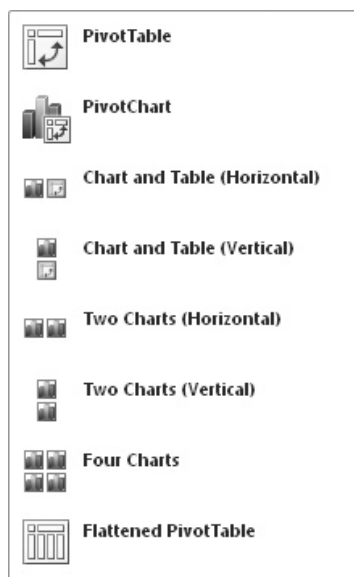 PivotTable
PivotChart
Chart and Table (Horizontal)
Chart and Table (Vertical)
Two Charts (Horizontal)
Two Charts (Vertical)
Four Charts
Flattened PivotTable